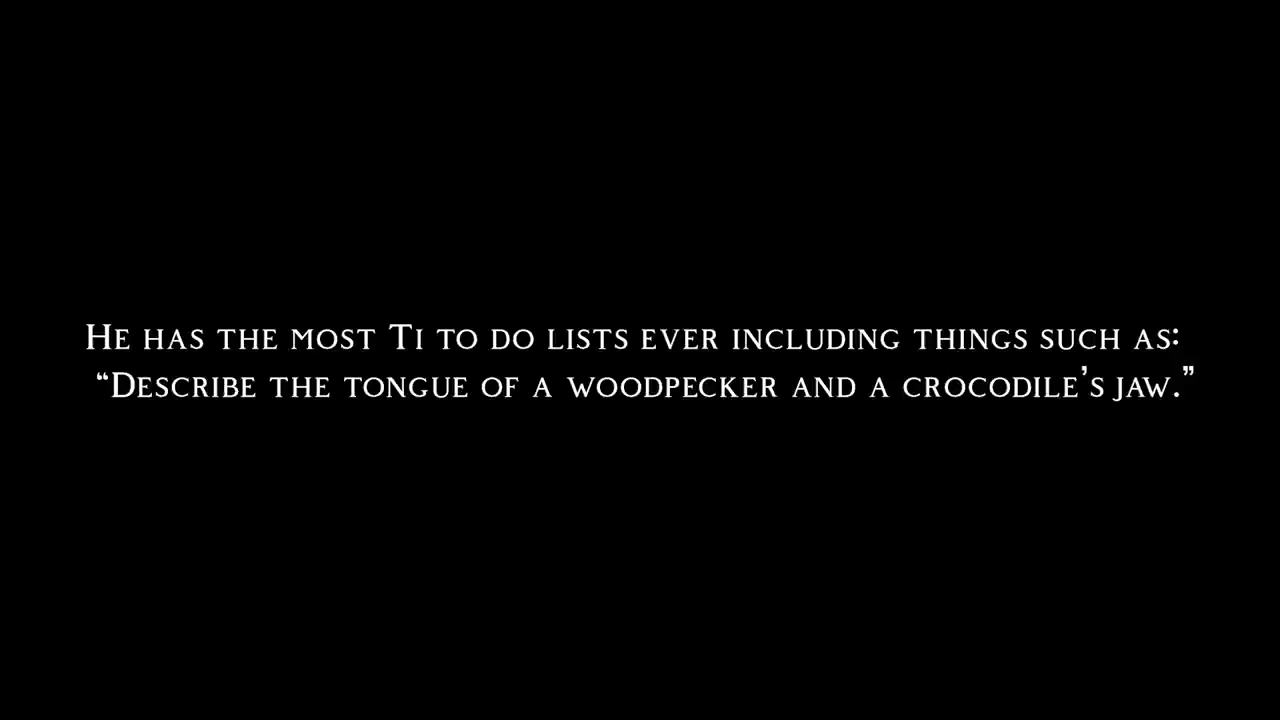 He has the most Ti to do lists ever including things such as:
“Describe the tongue of a woodpecker and a crocodile’s jaw.”